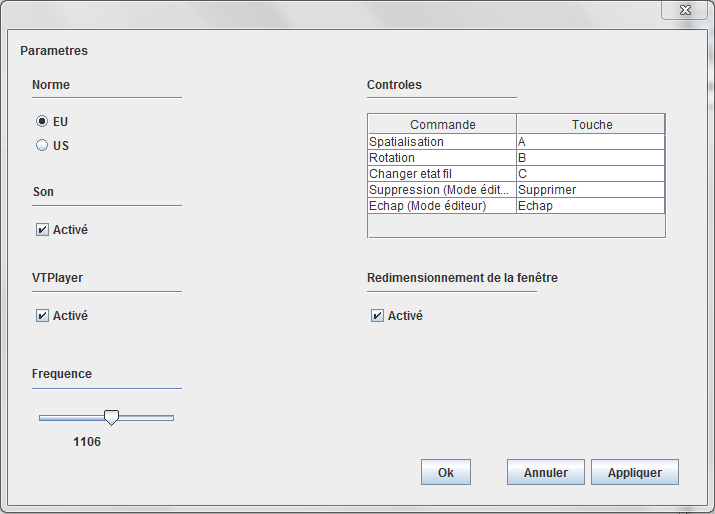 Parametres
Norme
EU
US
Son
Activé
VTPlayer
Activé
Frequence
1106
Controles
Commande Touche
Spatialisation A
Rotation B
Changer etat fil C
Suppression (Mode édit... Supprimer
Echap (Mode éditeur) Echap
Redimensionnement de la fenêtre
Activé
Ok Annuler Appliquer